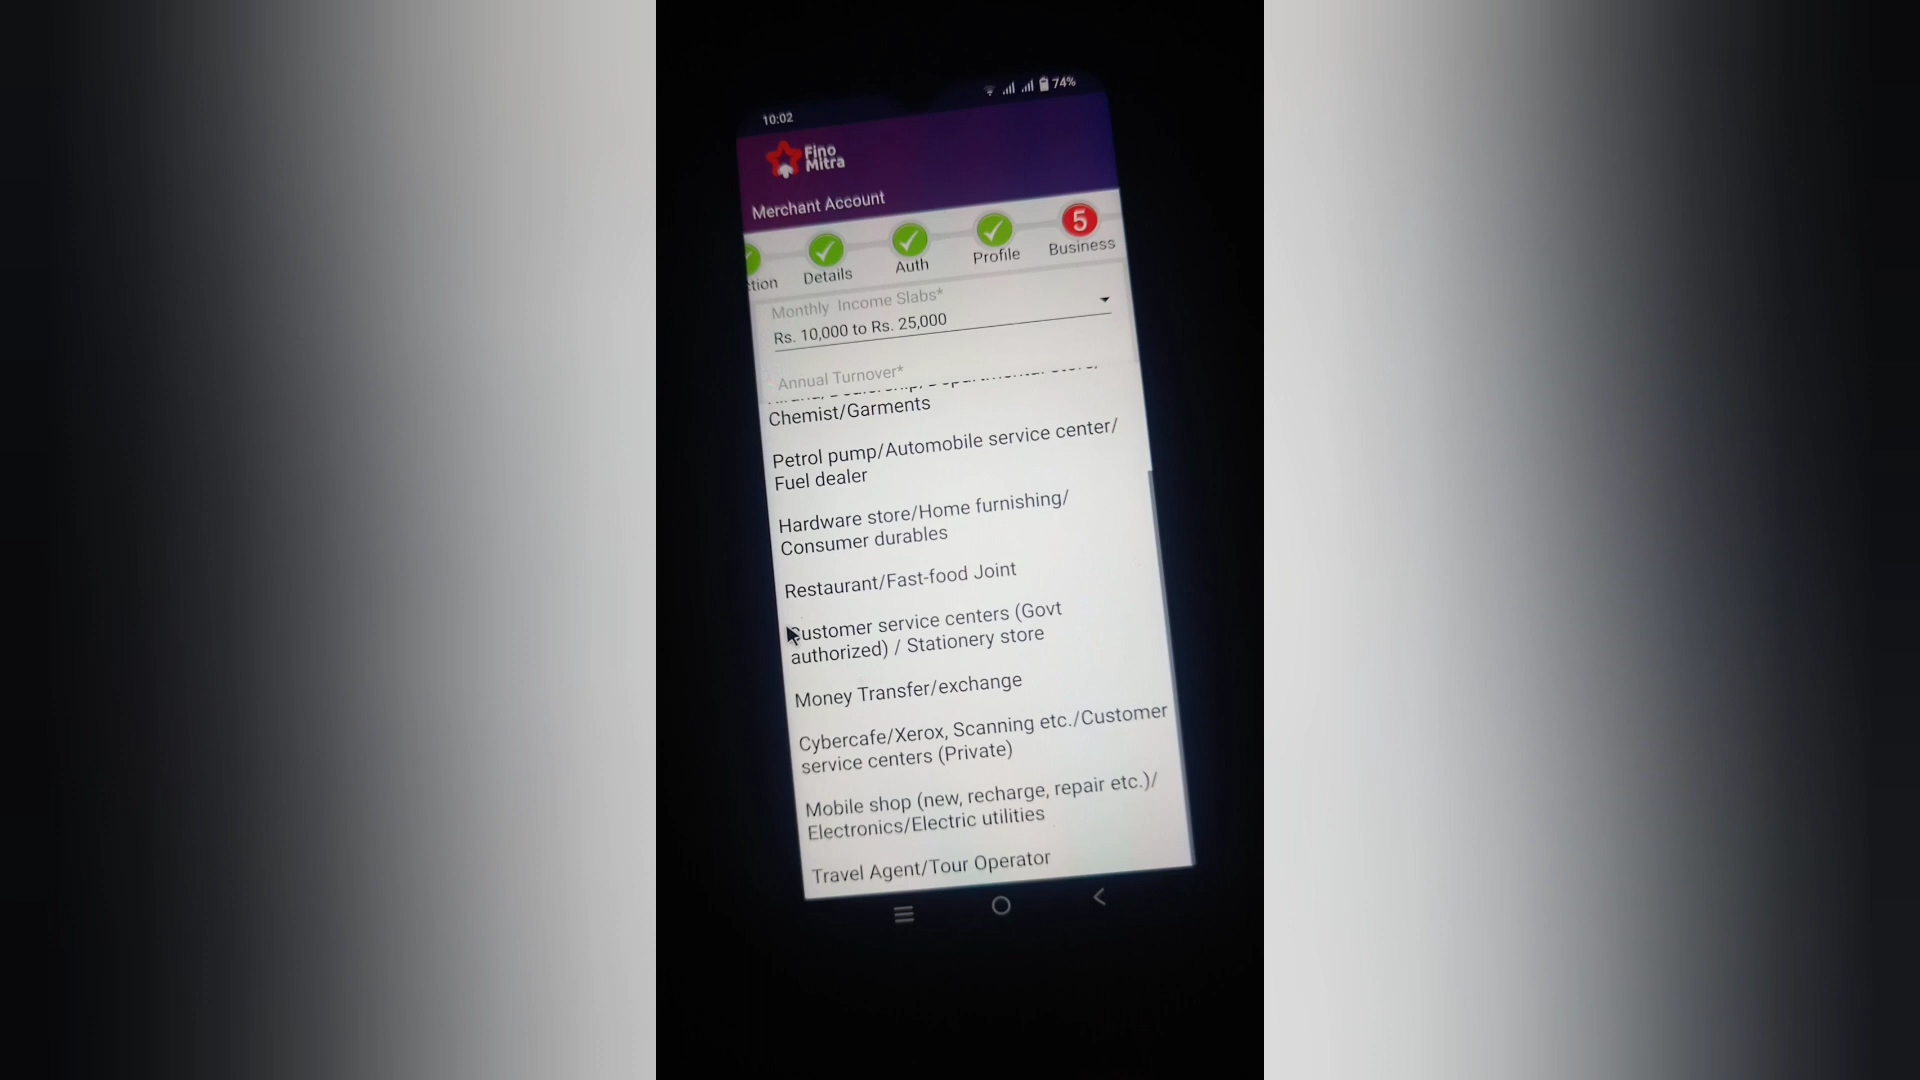 10:02
74%
Fino
Mitra
Merchant Account
tion
Details
Auth
Profile
5
Business
Monthly Income Slabs*
Rs. 10,000 to Rs. 25,000
Annual Turnover*
Chemist/Garments
Petrol pump/Automobile service center/
Fuel dealer
Hardware store/Home furnishing/
Consumer durables
Restaurant/Fast-food Joint
Customer service centers (Govt
authorized) / Stationery store
Money Transfer/exchange
Cybercafe/Xerox, Scanning etc./Customer
service centers (Private)
Mobile shop (new, recharge, repair etc.)/
Electronics/Electric utilities
Travel Agent/Tour Operator